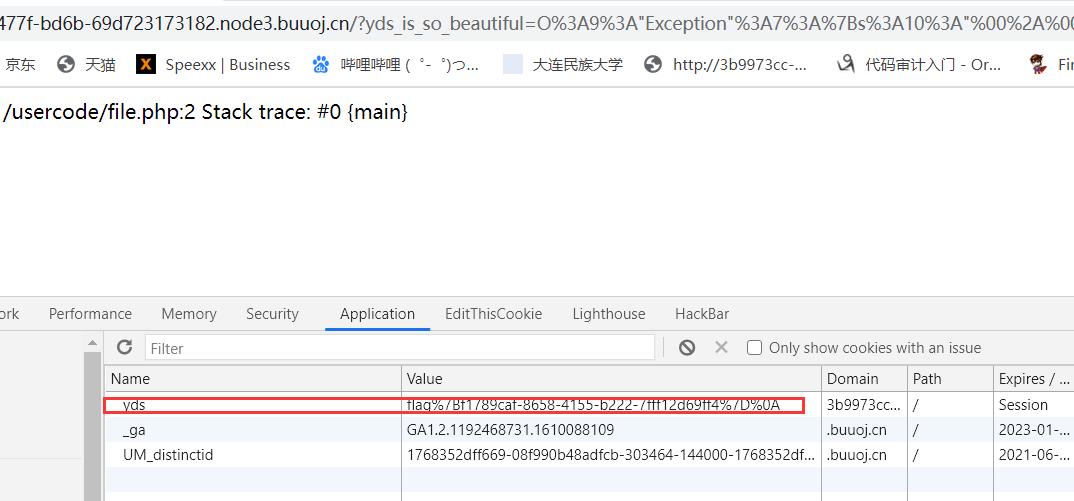 477f-bd6b-69d723173182.node3.buuoj.cn/?yds_is_so_beautiful=O%3A9%3A"Exception"%3A7%3A%7Bs%3A10%3A"%00%2A%00
京东 天猫 Speexx | Business 哔哩哔哩 ( ゜- ゜)つ... 大连民族大学 http://3b9973cc-... 代码审计入门 - Or... Fir
/usercode/file.php:2 Stack trace: #0 {main}
ork Performance Memory Security Application EditThisCookie Lighthouse HackBar
Filter Only show cookies with an issue
Name Value Domain Path Expires / ...
yds flag%7Bf1789caf-8658-4155-b222-7fff12d69ff4%7D%0A 3b9973cc... / Session
_ga GA1.2.1192468731.1610088109 .buuoj.cn / 2023-01-...
UM_distinctid 1768352dff669-08f990b48adfcb-303464-144000-1768352df... .buuoj.cn / 2021-06-...